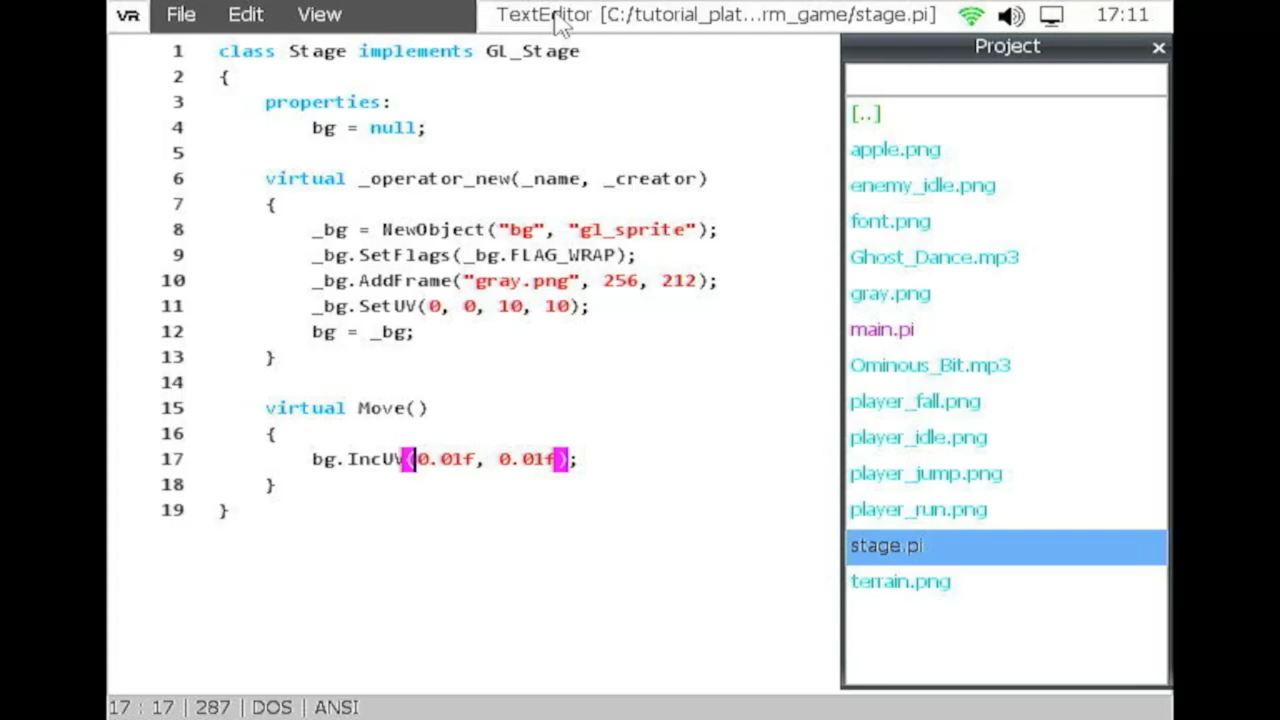 VR File Edit View TextEditor [C:/tutorial_plat...rm_game/stage.pi] 17:11
1 class Stage implements GL_Stage
2 {
3 properties:
4 bg = null;
5
6 virtual _operator_new(_name, _creator)
7 {
8 _bg = NewObject("bg", "gl_sprite");
9 _bg.SetFlags(_bg.FLAG_WRAP);
10 _bg.AddFrame("gray.png", 256, 212);
11 _bg.SetUV(0, 0, 10, 10);
12 bg = _bg;
13 }
14
15 virtual Move()
16 {
17 bg.IncUV(0.01f, 0.01f);
18 }
19 }
Project ×
[..]
apple.png
enemy_idle.png
font.png
Ghost_Dance.mp3
gray.png
main.pi
Ominous_Bit.mp3
player_fall.png
player_idle.png
player_jump.png
player_run.png
stage.pi
terrain.png
17 : 17 | 287 | DOS | ANSI